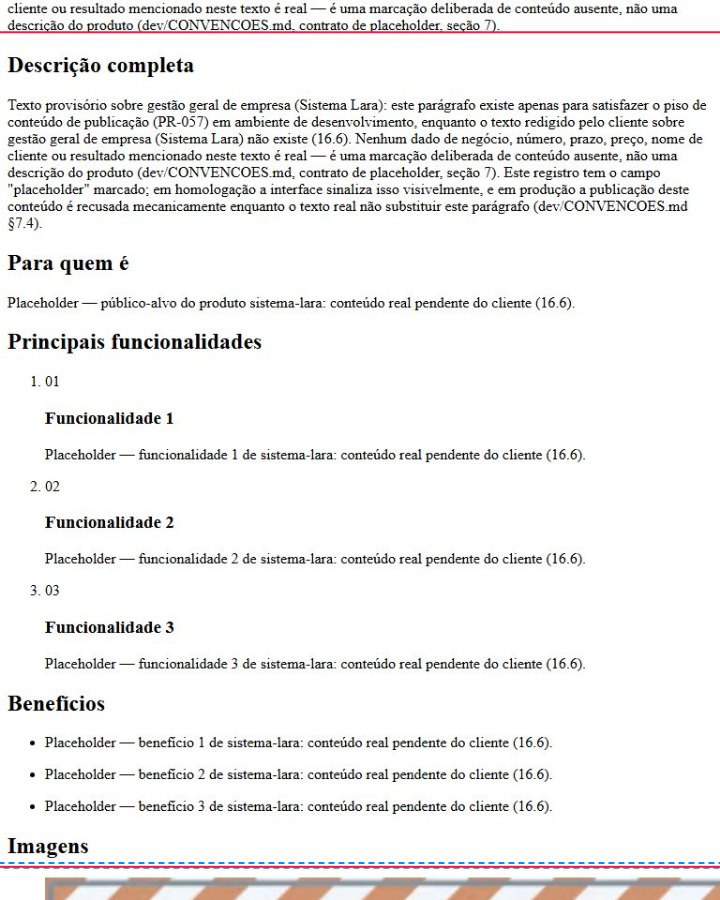 cliente ou resultado mencionado neste texto é real — é uma marcação deliberada de conteúdo ausente, não uma
descrição do produto (dev/CONVENCOES.md, contrato de placeholder, seção 7).
Descrição completa
Texto provisório sobre gestão geral de empresa (Sistema Lara): este parágrafo existe apenas para satisfazer o piso de
conteúdo de publicação (PR-057) em ambiente de desenvolvimento, enquanto o texto redigido pelo cliente sobre
gestão geral de empresa (Sistema Lara) não existe (16.6). Nenhum dado de negócio, número, prazo, preço, nome de
cliente ou resultado mencionado neste texto é real — é uma marcação deliberada de conteúdo ausente, não uma
descrição do produto (dev/CONVENCOES.md, contrato de placeholder, seção 7). Este registro tem o campo
"placeholder" marcado; em homologação a interface sinaliza isso visivelmente, e em produção a publicação deste
conteúdo é recusada mecanicamente enquanto o texto real não substituir este parágrafo (dev/CONVENCOES.md
§7.4).
Para quem é
Placeholder — público-alvo do produto sistema-lara: conteúdo real pendente do cliente (16.6).
Principais funcionalidades
1. 01
Funcionalidade 1
Placeholder — funcionalidade 1 de sistema-lara: conteúdo real pendente do cliente (16.6).
2. 02
Funcionalidade 2
Placeholder — funcionalidade 2 de sistema-lara: conteúdo real pendente do cliente (16.6).
3. 03
Funcionalidade 3
Placeholder — funcionalidade 3 de sistema-lara: conteúdo real pendente do cliente (16.6).
Benefícios
• Placeholder — benefício 1 de sistema-lara: conteúdo real pendente do cliente (16.6).
• Placeholder — benefício 2 de sistema-lara: conteúdo real pendente do cliente (16.6).
• Placeholder — benefício 3 de sistema-lara: conteúdo real pendente do cliente (16.6).
Imagens